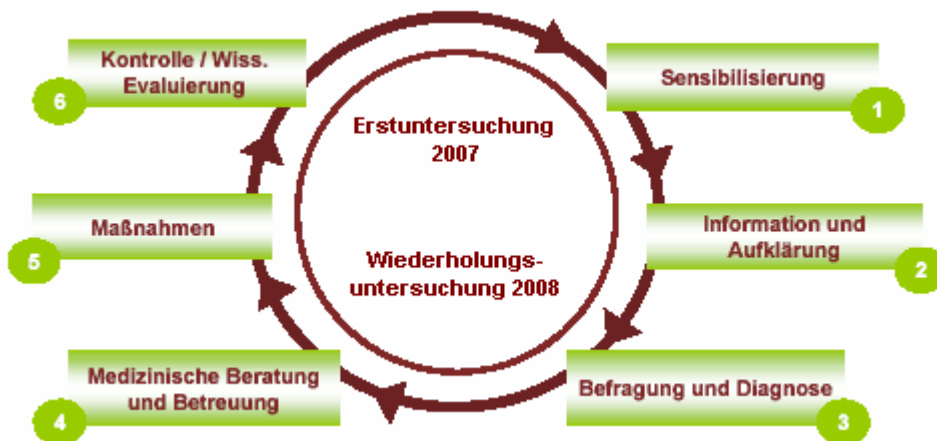 Kontrolle / Wiss.
Evaluierung
6
Sensibilisierung
1
Erstuntersuchung
2007
Maßnahmen
5
Information und
Aufklärung
2
Wiederholungs-
untersuchung 2008
Medizinische Beratung
und Betreuung
4
Befragung und Diagnose
3